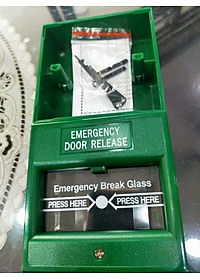 EMERGENCY
DOOR RELEASE
Emergency Break Glass
PRESS HERE PRESS HERE